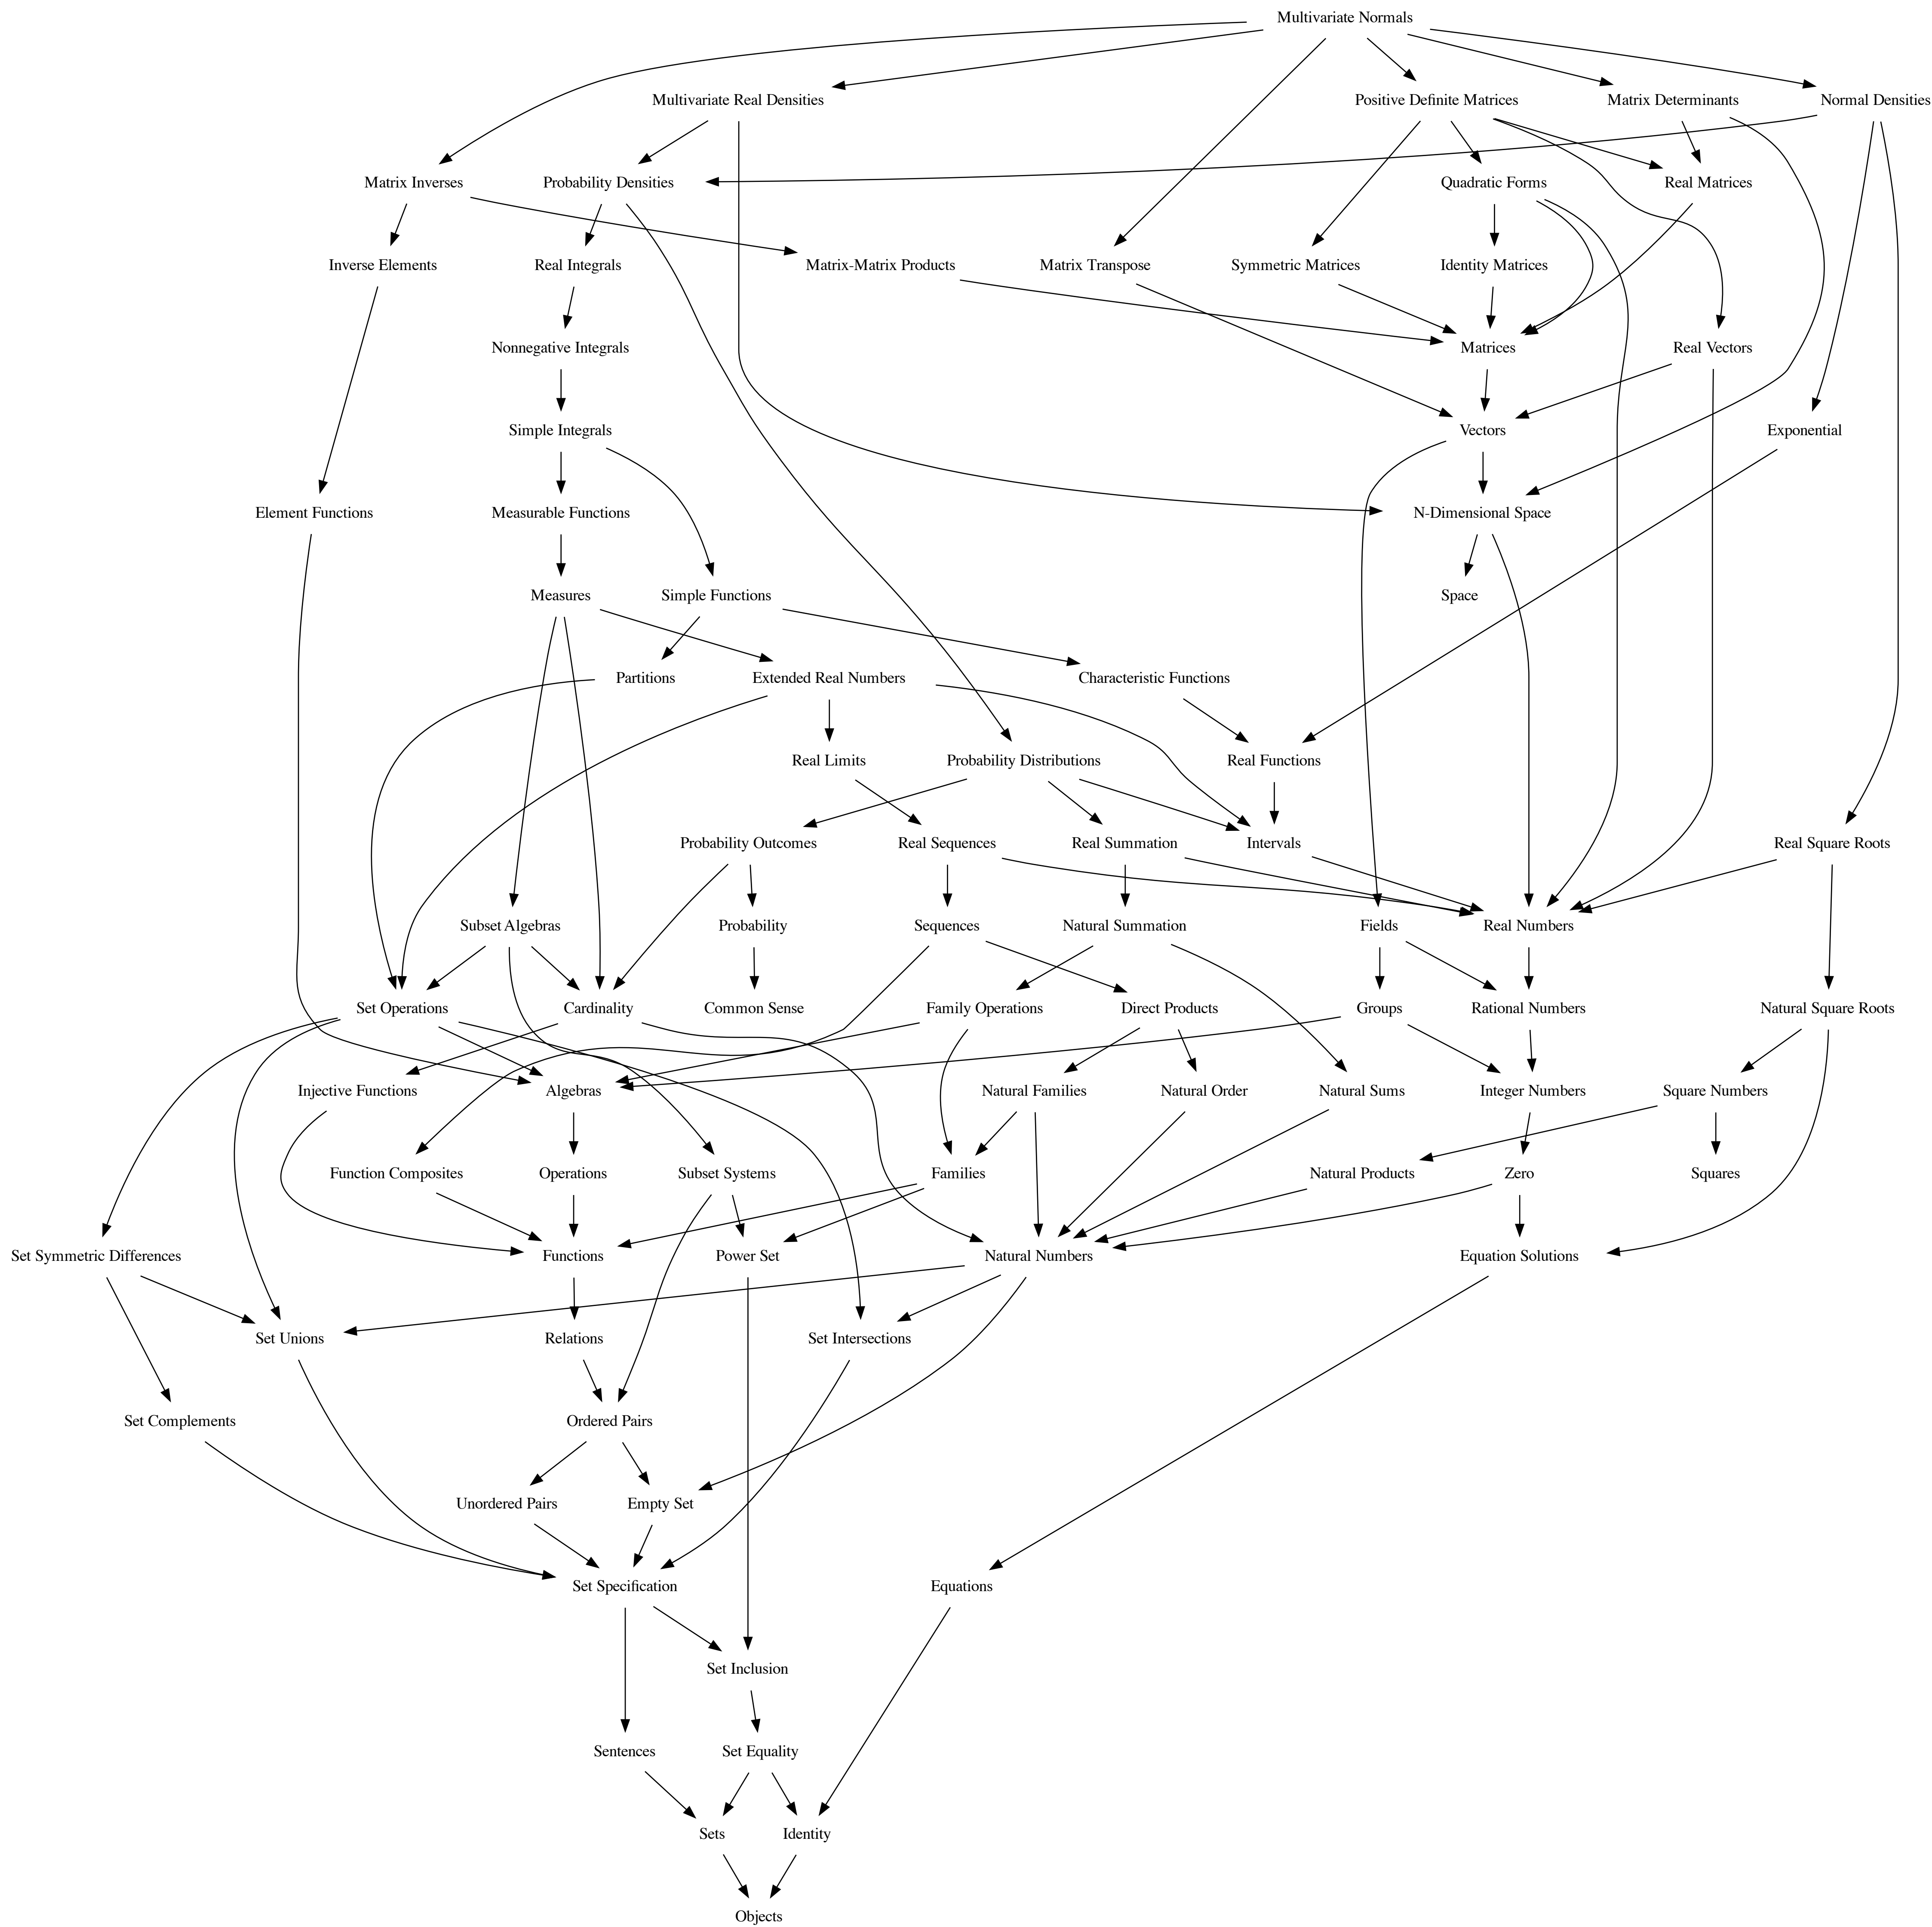 Multivariate Normals
Multivariate Real Densities
Positive Definite Matrices
Matrix Determinants
Normal Densities
Matrix Inverses
Probability Densities
Quadratic Forms
Real Matrices
Inverse Elements
Real Integrals
Matrix-Matrix Products
Matrix Transpose
Symmetric Matrices
Identity Matrices
Nonnegative Integrals
Matrices
Real Vectors
Simple Integrals
Vectors
Exponential
Element Functions
Measurable Functions
N-Dimensional Space
Measures
Simple Functions
Space
Partitions
Extended Real Numbers
Characteristic Functions
Real Limits
Probability Distributions
Real Functions
Probability Outcomes
Real Sequences
Real Summation
Intervals
Real Square Roots
Subset Algebras
Probability
Sequences
Natural Summation
Fields
Real Numbers
Set Operations
Cardinality
Common Sense
Family Operations
Direct Products
Groups
Rational Numbers
Natural Square Roots
Injective Functions
Algebras
Natural Families
Natural Order
Natural Sums
Integer Numbers
Square Numbers
Function Composites
Operations
Subset Systems
Families
Natural Products
Zero
Squares
Set Symmetric Differences
Functions
Power Set
Natural Numbers
Equation Solutions
Set Unions
Relations
Set Intersections
Set Complements
Ordered Pairs
Unordered Pairs
Empty Set
Set Specification
Equations
Set Inclusion
Sentences
Set Equality
Sets
Identity
Objects